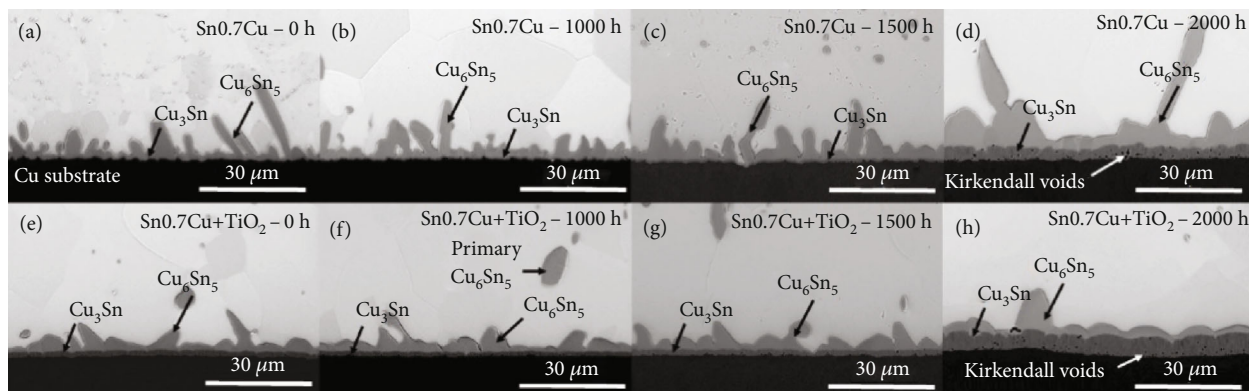 (a)
Sn0.7Cu – 0 h
Cu₆Sn₅
Cu₃Sn
Cu substrate
30 μm
(b)
Sn0.7Cu – 1000 h
Cu₆Sn₅
Cu₃Sn
30 μm
(c)
Sn0.7Cu – 1500 h
Cu₆Sn₅
Cu₃Sn
30 μm
(d)
Sn0.7Cu – 2000 h
Cu₆Sn₅
Cu₃Sn
Kirkendall voids
30 μm
(e)
Sn0.7Cu+TiO₂ – 0 h
Cu₆Sn₅
Cu₃Sn
30 μm
(f)
Sn0.7Cu+TiO₂ – 1000 h
Primary
Cu₆Sn₅
Cu₆Sn₅
Cu₃Sn
30 μm
(g)
Sn0.7Cu+TiO₂ – 1500 h
Cu₆Sn₅
Cu₃Sn
30 μm
(h)
Sn0.7Cu+TiO₂ – 2000 h
Cu₆Sn₅
Cu₃Sn
Kirkendall voids
30 μm